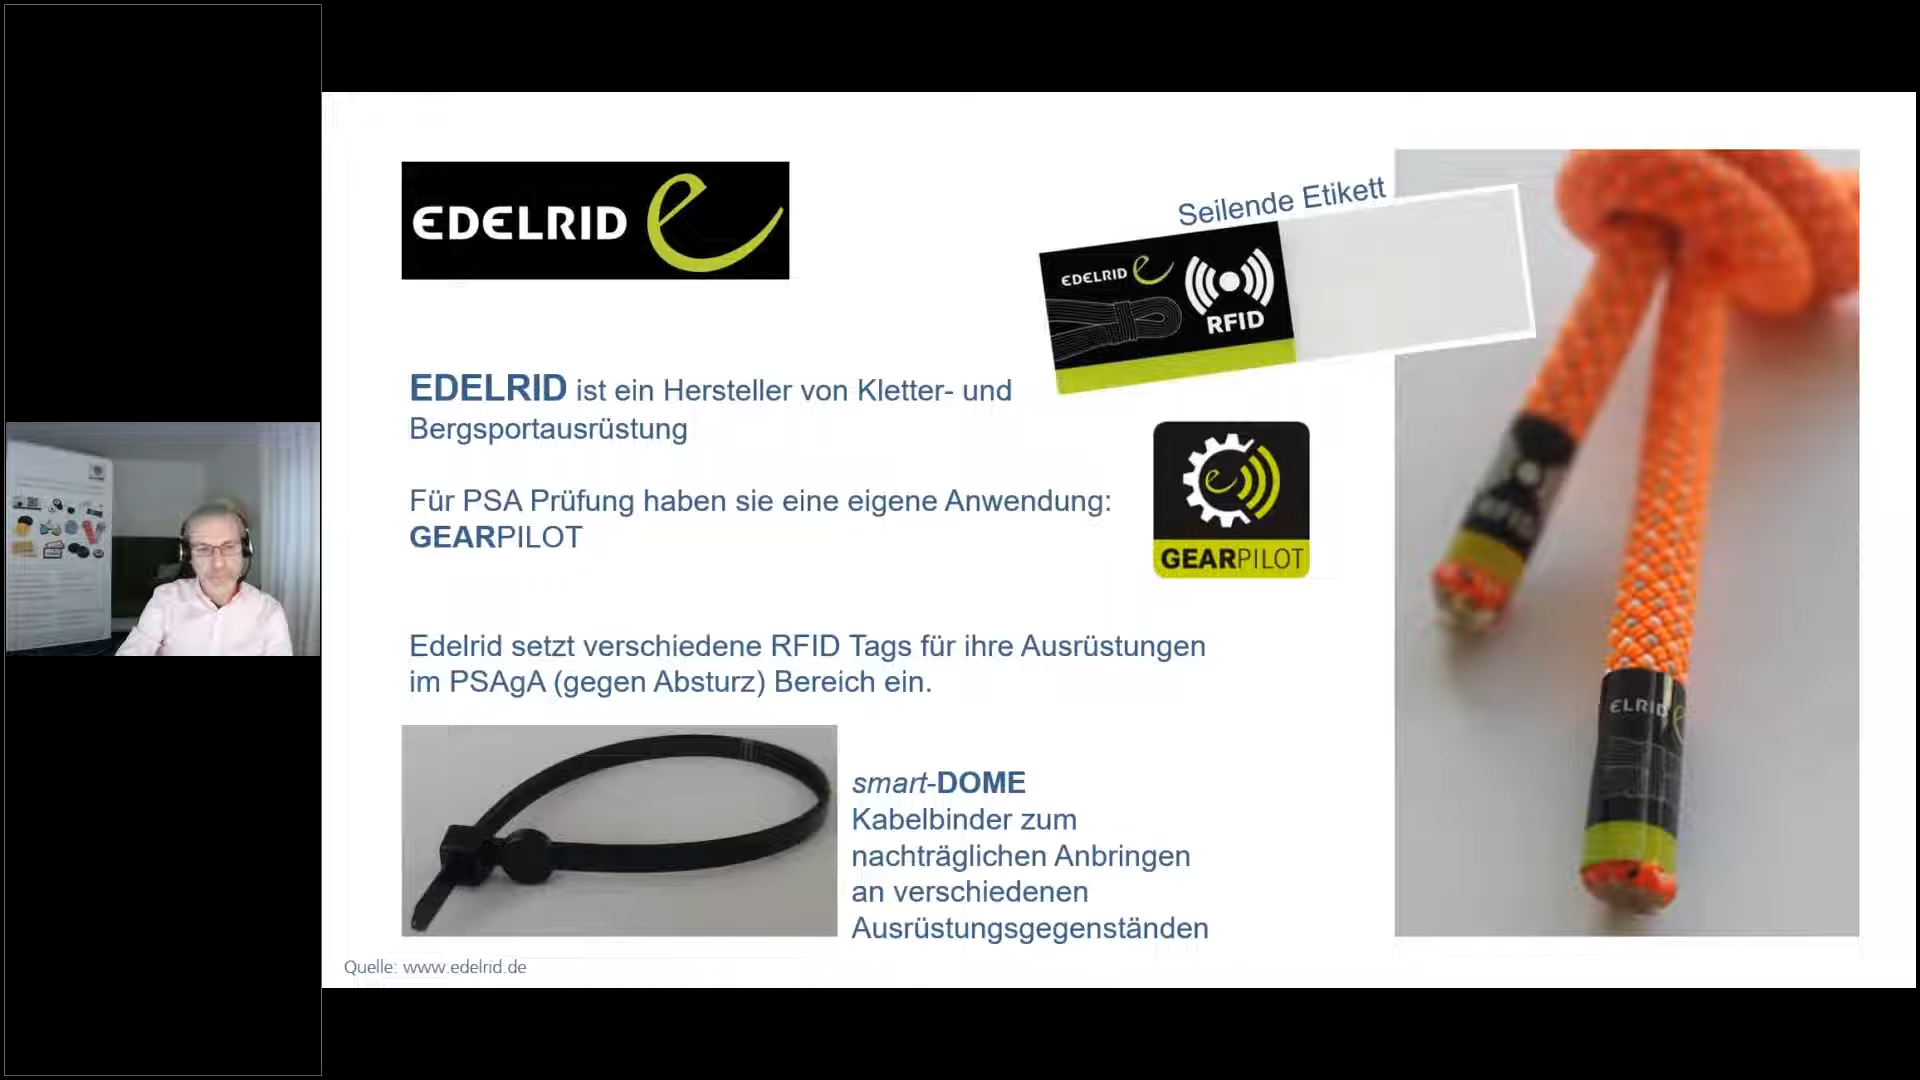 EDELRID
Seilende Etikett
EDELRID
RFID
EDELRID ist ein Hersteller von Kletter- und
Bergsportausrüstung
Für PSA Prüfung haben sie eine eigene Anwendung:
GEARPILOT
GEARPILOT
Edelrid setzt verschiedene RFID Tags für ihre Ausrüstungen
im PSAgA (gegen Absturz) Bereich ein.
RFID
ELRID
smart-DOME
Kabelbinder zum
nachträglichen Anbringen
an verschiedenen
Ausrüstungsgegenständen
Quelle: www.edelrid.de